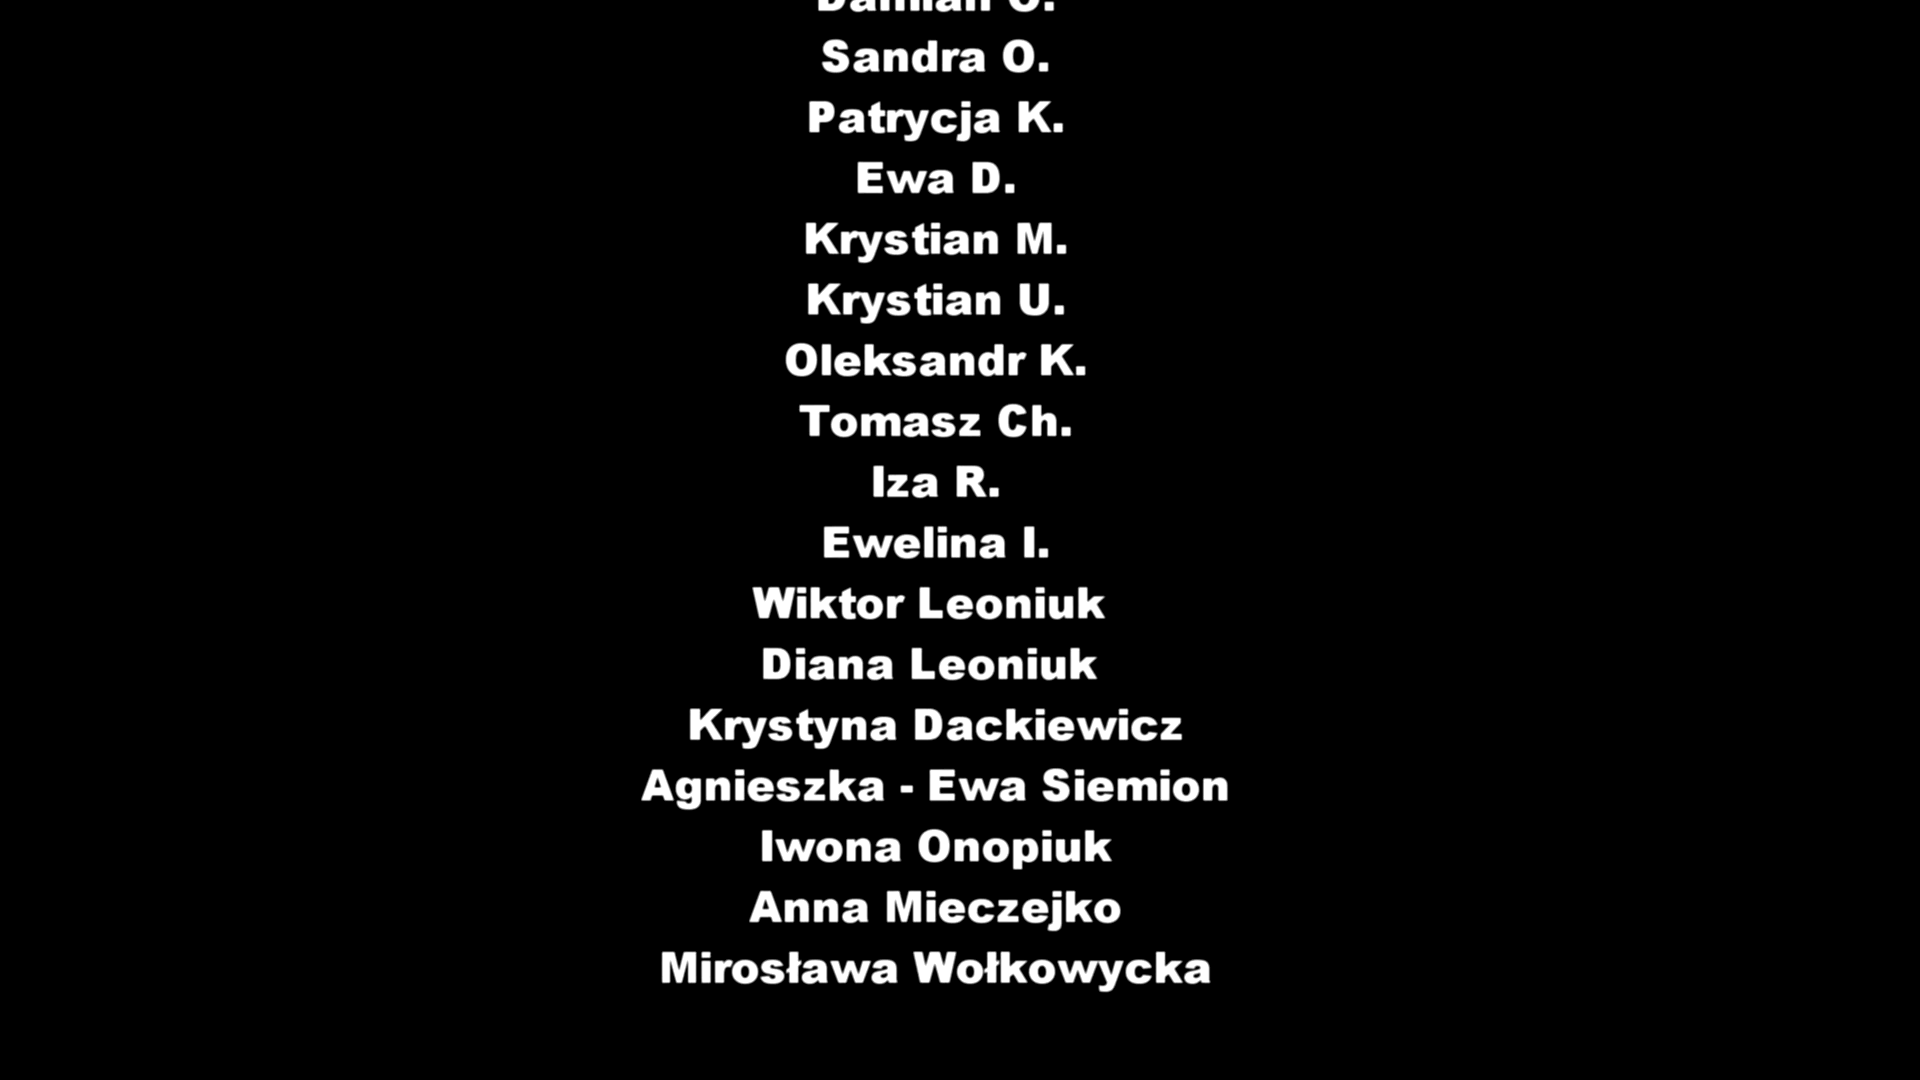 Damian O.
Sandra O.
Patrycja K.
Ewa D.
Krystian M.
Krystian U.
Oleksandr K.
Tomasz Ch.
Iza R.
Ewelina I.
Wiktor Leoniuk
Diana Leoniuk
Krystyna Dackiewicz
Agnieszka - Ewa Siemion
Iwona Onopiuk
Anna Mieczejko
Mirosława Wołkowycka